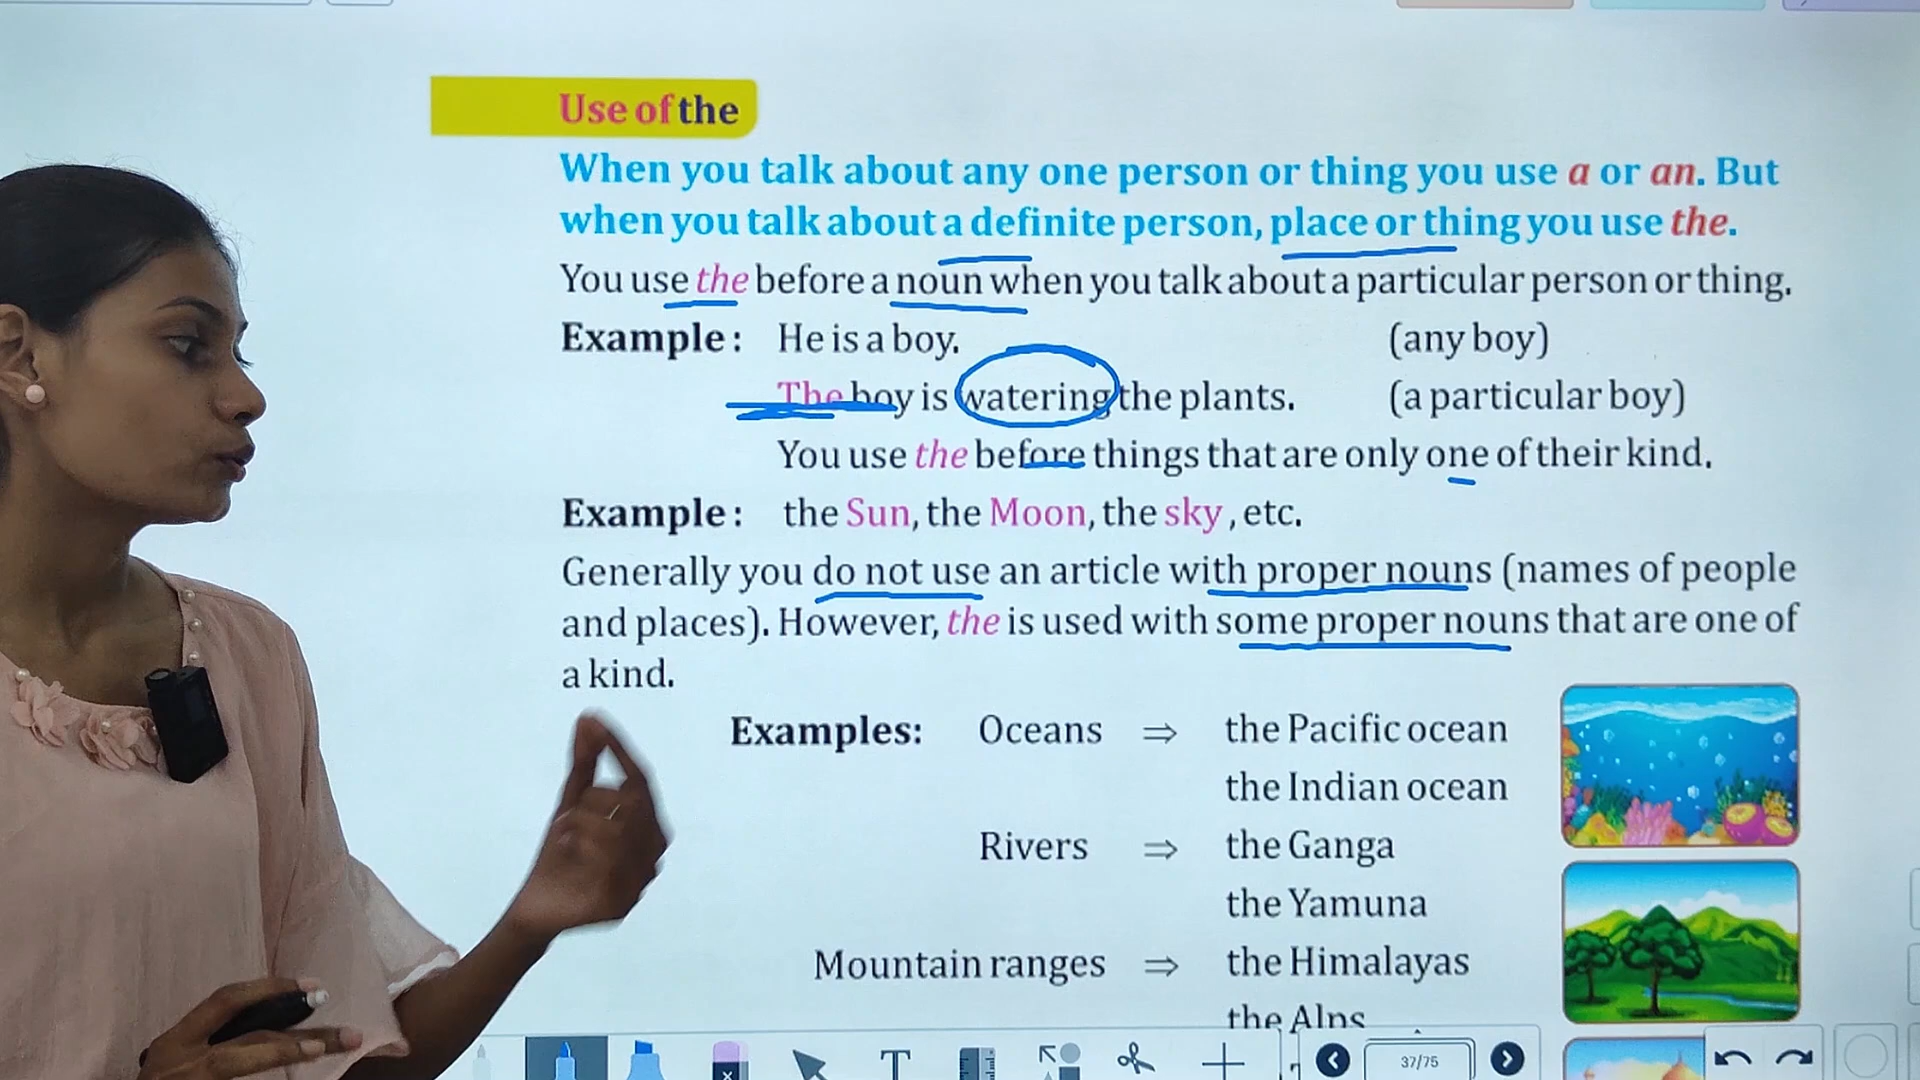 Use of the
When you talk about any one person or thing you use a or an. But
when you talk about a definite person, place or thing you use the.
You use the before a noun when you talk about a particular person or thing.
Example : He is a boy. (any boy)
The boy is watering the plants. (a particular boy)
You use the before things that are only one of their kind.
Example : the Sun, the Moon, the sky , etc.
Generally you do not use an article with proper nouns (names of people
and places). However, the is used with some proper nouns that are one of
a kind.
Examples: Oceans ⇒ the Pacific ocean
the Indian ocean
Rivers ⇒ the Ganga
the Yamuna
Mountain ranges ⇒ the Himalayas
the Alps
37/75